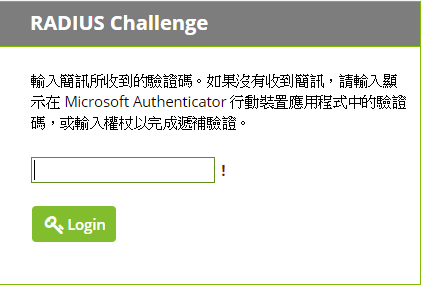 RADIUS Challenge
輸入簡訊所收到的驗證碼。如果沒有收到簡訊，請輸入顯
示在 Microsoft Authenticator 行動裝置應用程式中的驗證
碼，或輸入權杖以完成遞補驗證。
!
Login